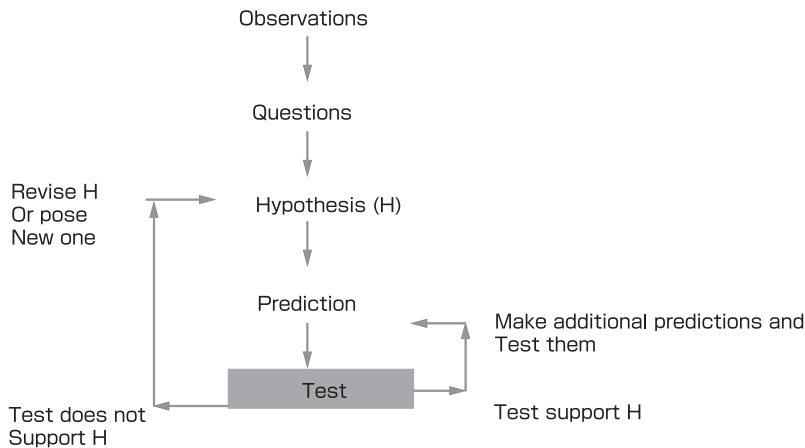 Observations
Questions
Revise H
Or pose
New one
Hypothesis (H)
Prediction
Make additional predictions and
Test them
Test
Test does not
Support H
Test support H